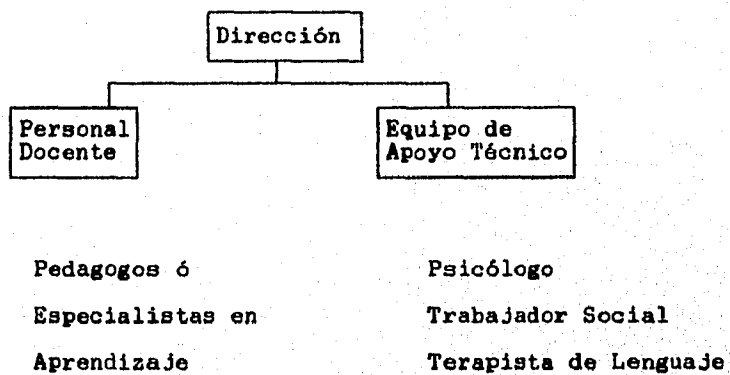 Dirección
Personal
Docente
Equipo de
Apoyo Técnico
Pedagogos ó
Especialistas en
Aprendizaje
Psicólogo
Trabajador Social
Terapista de Lenguaje